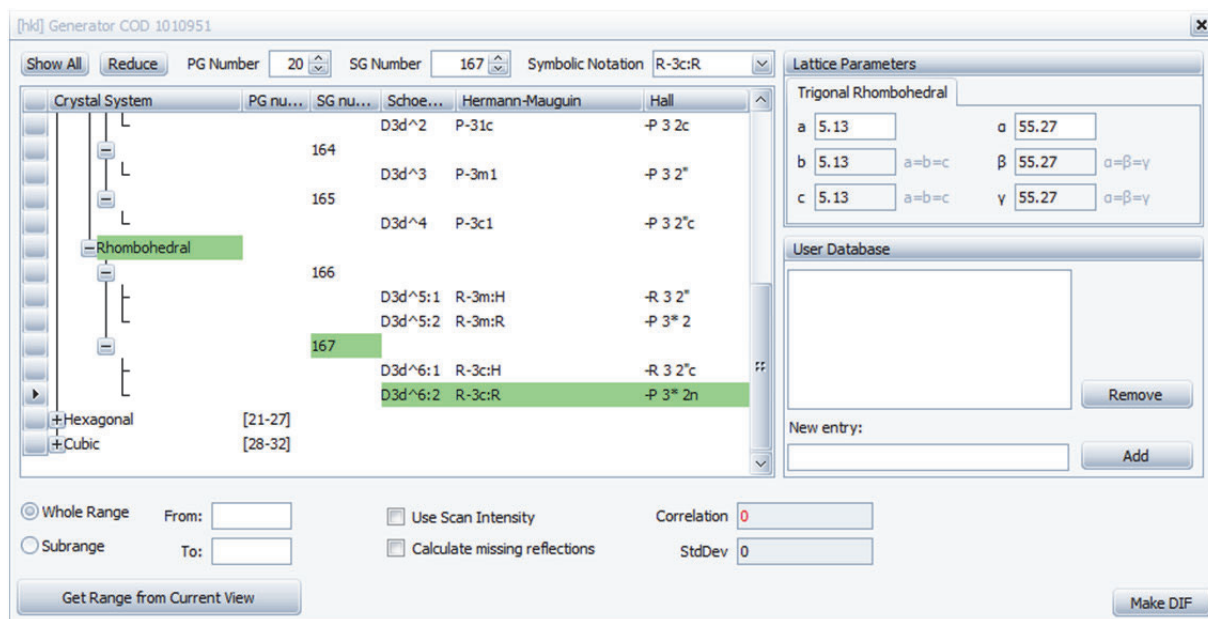 [hkl] Generator COD 1010951
Show All Reduce PG Number 20 SG Number 167 Symbolic Notation R-3c:R
Crystal System PG nu... SG nu... Schoe... Hermann-Mauguin Hall
D3d^2 P-31c -P 3 2c
164
D3d^3 P-3m1 -P 3 2"
165
D3d^4 P-3c1 -P 3 2"c
Rhombohedral
166
D3d^5:1 R-3m:H -R 3 2"
D3d^5:2 R-3m:R -P 3* 2
167
D3d^6:1 R-3c:H -R 3 2"c
D3d^6:2 R-3c:R -P 3* 2n
Hexagonal [21-27]
Cubic [28-32]
Lattice Parameters
Trigonal Rhombohedral
a 5.13 α 55.27
b 5.13 a=b=c β 55.27 α=β=γ
c 5.13 a=b=c γ 55.27 α=β=γ
User Database
Remove
New entry:
Add
Whole Range From: Use Scan Intensity Correlation 0
Subrange To: Calculate missing reflections StdDev 0
Get Range from Current View Make DIF